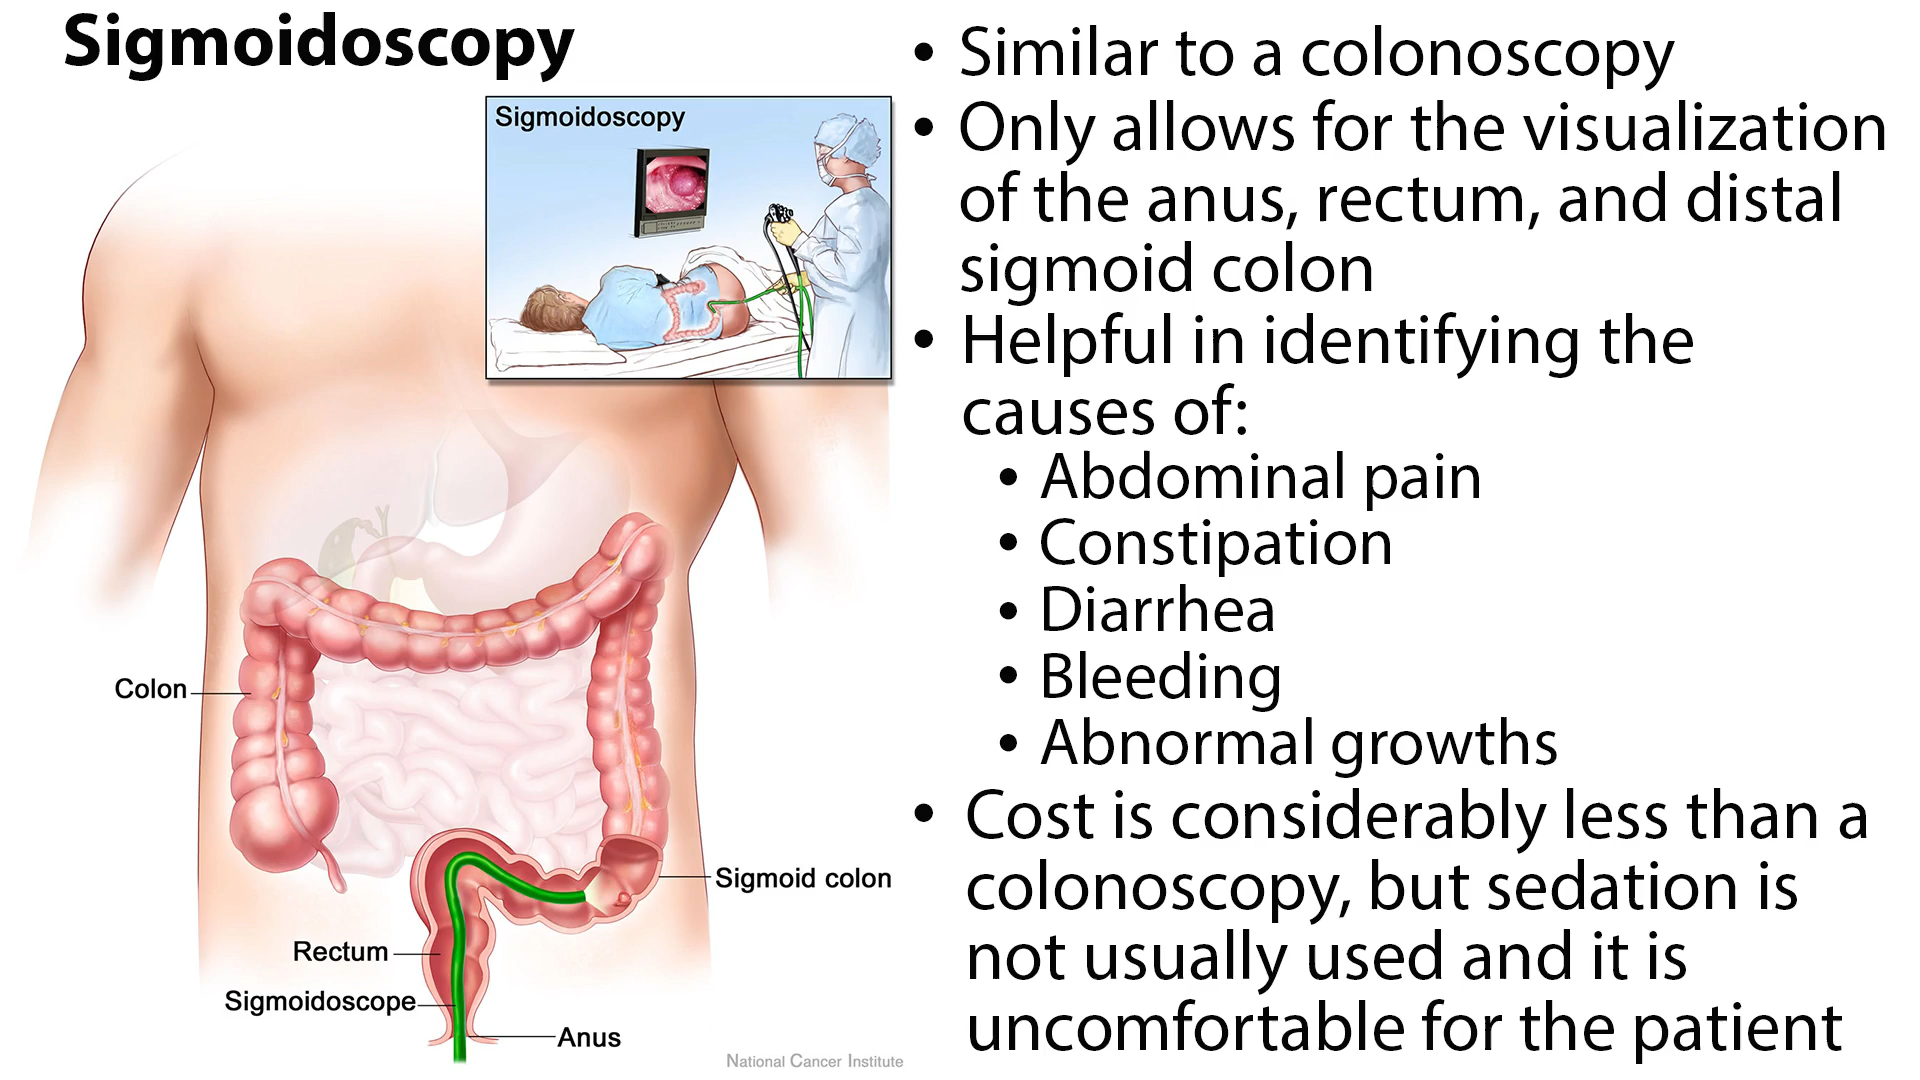 Sigmoidoscopy
Sigmoidoscopy
Colon
Sigmoid colon
Rectum
Sigmoidoscope
Anus
National Cancer Institute
• Similar to a colonoscopy
• Only allows for the visualization
of the anus, rectum, and distal
sigmoid colon
• Helpful in identifying the
causes of:
• Abdominal pain
• Constipation
• Diarrhea
• Bleeding
• Abnormal growths
• Cost is considerably less than a
colonoscopy, but sedation is
not usually used and it is
uncomfortable for the patient